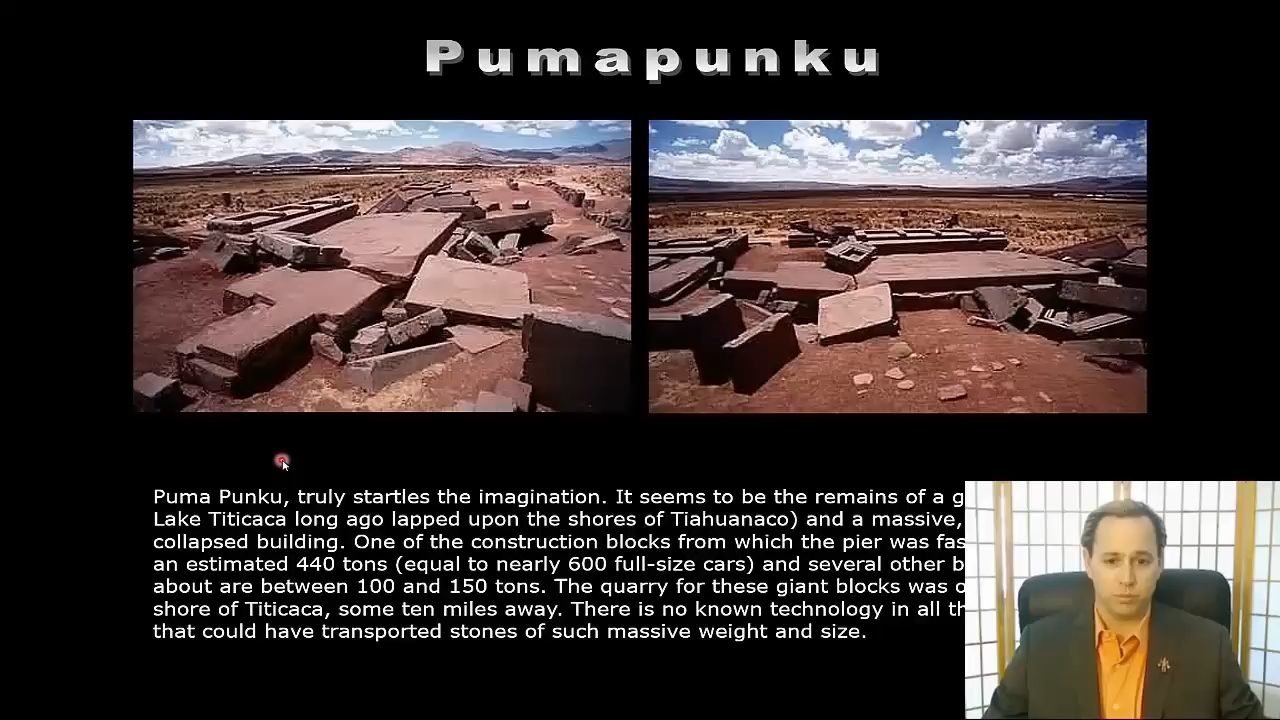 Pumapunku
Puma Punku, truly startles the imagination. It seems to be the remains of a g
Lake Titicaca long ago lapped upon the shores of Tiahuanaco) and a massive,
collapsed building. One of the construction blocks from which the pier was fas
an estimated 440 tons (equal to nearly 600 full-size cars) and several other b
about are between 100 and 150 tons. The quarry for these giant blocks was o
shore of Titicaca, some ten miles away. There is no known technology in all th
that could have transported stones of such massive weight and size.